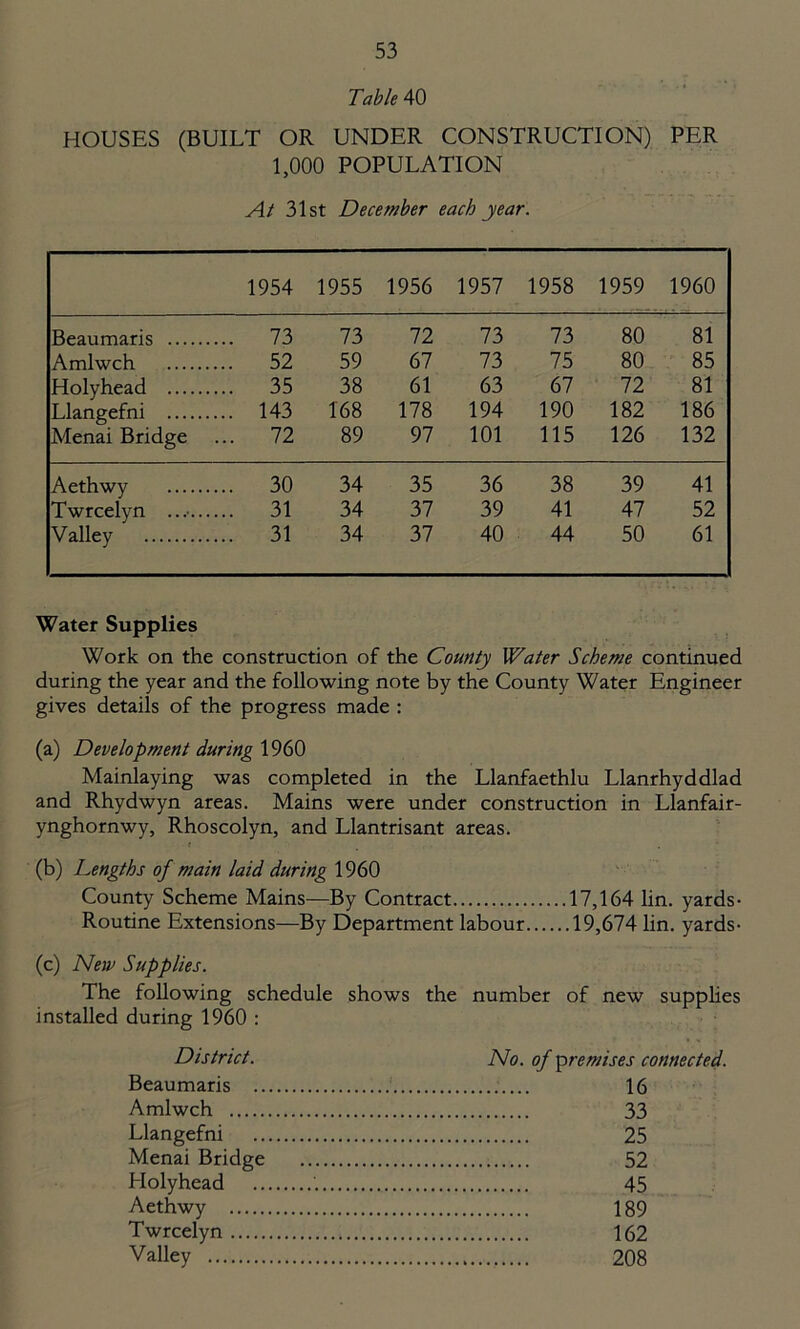 53
Table 40
HOUSES (BUILT OR UNDER CONSTRUCTION) PER
1,000 POPULATION
At 31st December each year.
1954 1955 1956 1957 1958 1959 1960
Beaumaris ......... 73 73 72 73 73 80 81
Amlwch ......... 52 59 67 73 75 80 85
Holyhead ......... 35 38 61 63 67 72 81
Llangefni ......... 143 168 178 194 190 182 186
Menai Bridge ... 72 89 97 101 115 126 132
Aethwy ......... 30 34 35 36 38 39 41
Twrcelyn ......... 31 34 37 39 41 47 52
Valley ............ 31 34 37 40 44 50 61
Water Supplies
Work on the construction of the County Water Scheme continued
during the year and the following note by the County Water Engineer
gives details of the progress made :
(a) Development during 1960
Mainlaying was completed in the Llanfaethlu Llanrhyddlad
and Rhydwyn areas. Mains were under construction in Llanfair-
ynghornwy, Rhoscolyn, and Llantrisant areas.
(b) Lengths of main laid during 1960
County Scheme Mains—By Contract..................17,164 lin. yards·
Routine Extensions—By Department labour......19,674 lin. yards·
(c) New Supplies.
The following schedule shows the number of new supplies
installed during 1960 :
District. No. of premises connected.
Beaumaris ............................................. 16
Amlwch ................................................ 33
Llangefni ............................................. 25
Menai Bridge ..................................... 52
Holyhead ............................................. 45
Aethwy ................................................ 189
Twrcelyn ................................................ 162
Valley ................................................... 208